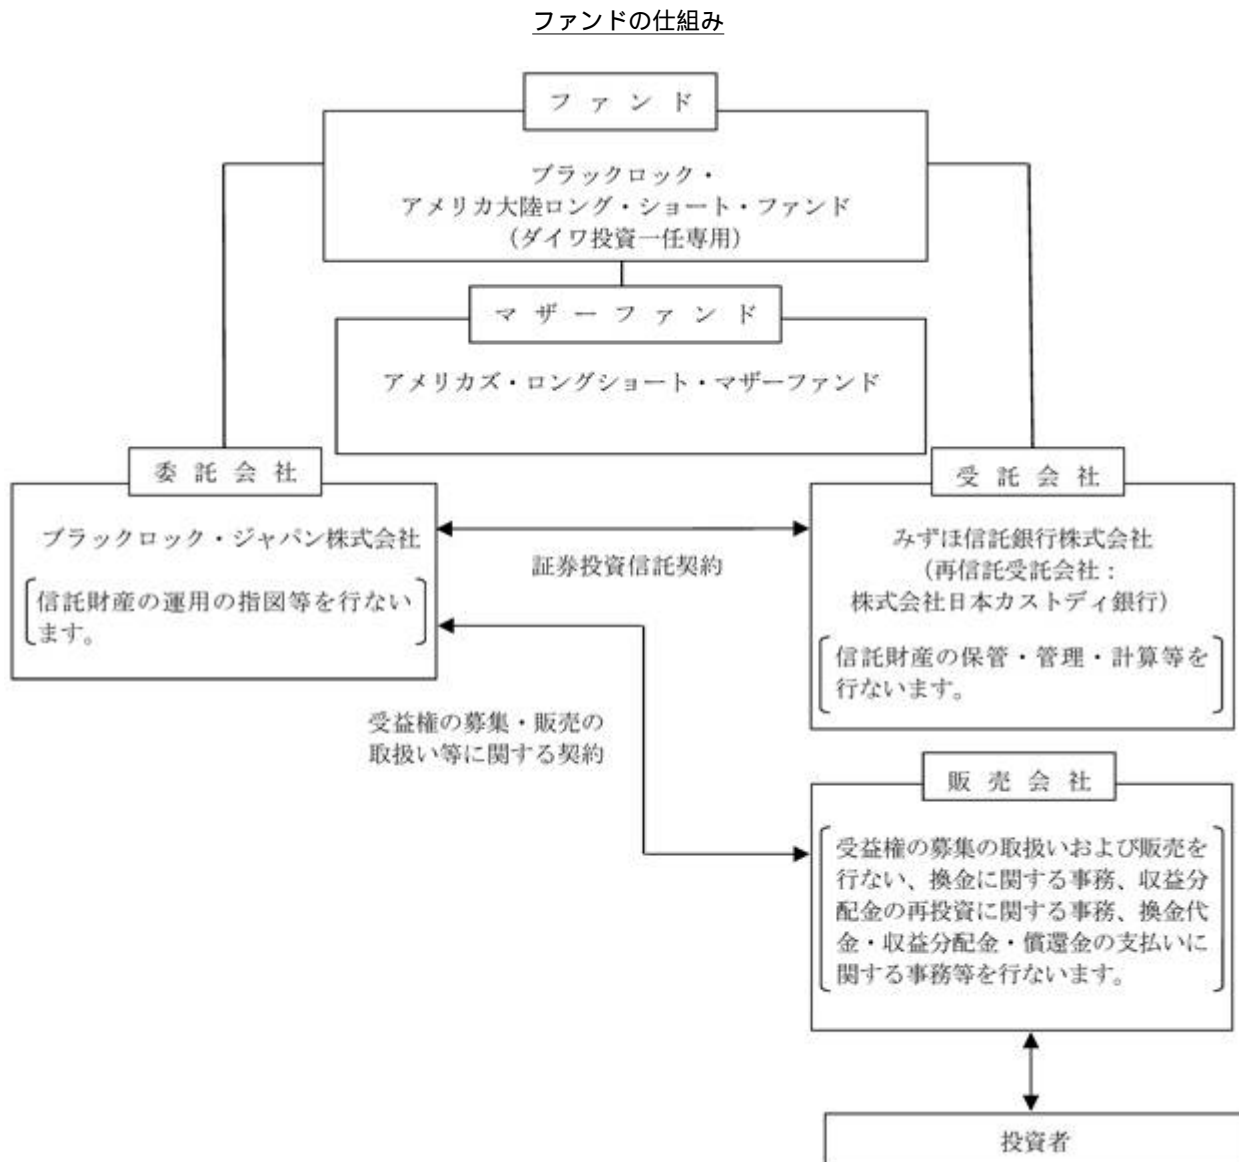 ファンドの仕組み
ファンド
ブラックロック・
アメリカ大陸ロング・ショート・ファンド
（ダイワ投資一任専用）
マザーファンド
アメリカズ・ロングショート・マザーファンド
委託会社
ブラックロック・ジャパン株式会社
信託財産の運用の指図等を行ない
ます。
証券投資信託契約
受託会社
みずほ信託銀行株式会社
（再信託受託会社：
株式会社日本カストディ銀行）
信託財産の保管・管理・計算等を
行ないます。
受益権の募集・販売の
取扱い等に関する契約
販売会社
受益権の募集の取扱いおよび販売を
行ない、換金に関する事務、収益分
配金の再投資に関する事務、換金代
金・収益分配金・償還金の支払いに
関する事務等を行ないます。
投資者